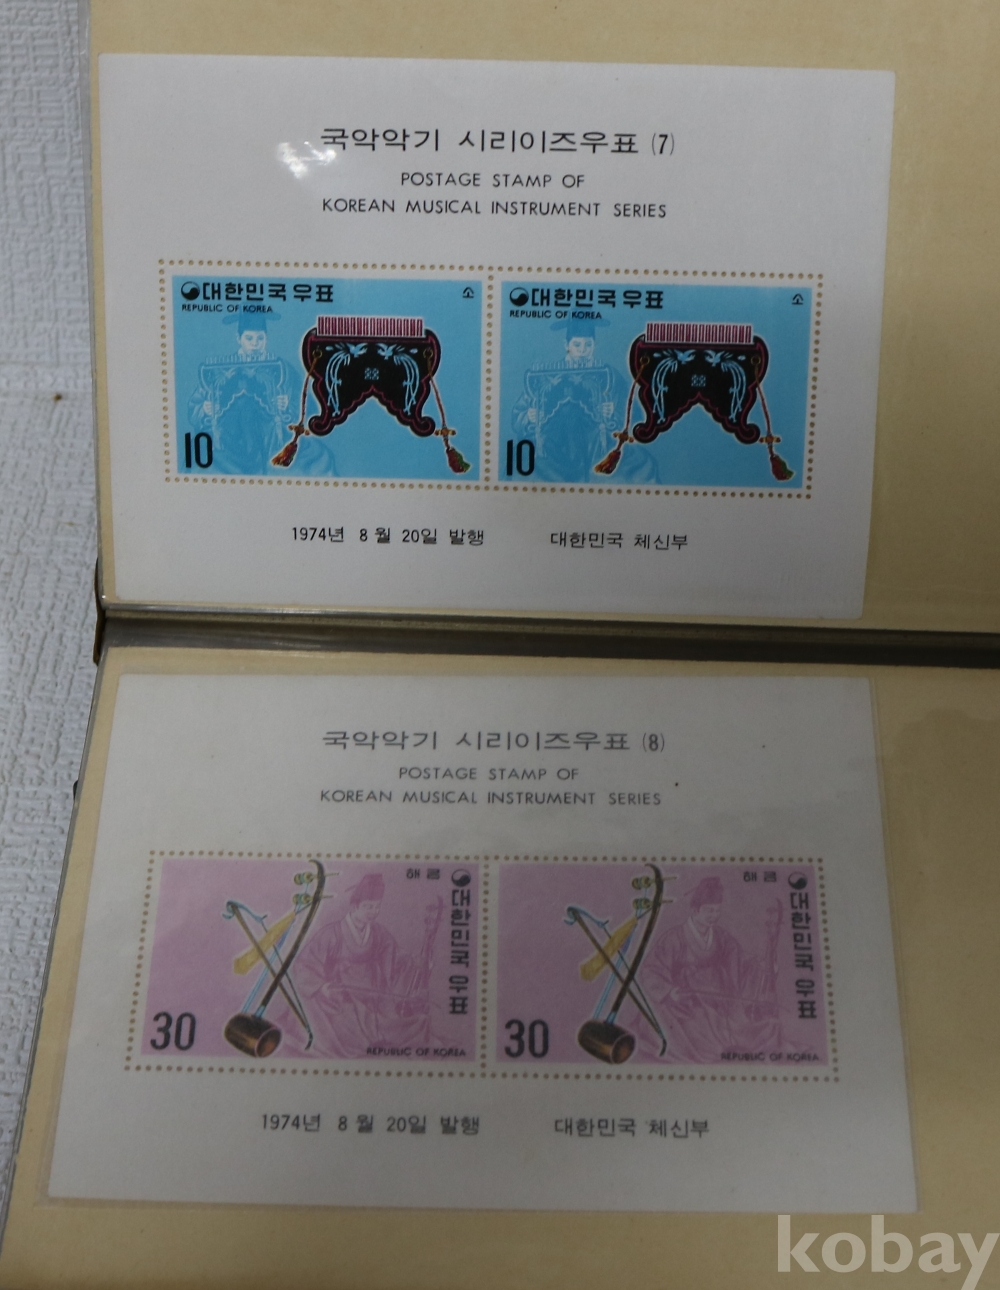 국악악기 시리이즈우표 (7)
POSTAGE STAMP OF
KOREAN MUSICAL INSTRUMENT SERIES
대한민국우표
소
REPUBLIC OF KOREA
10
대한민국우표
소
REPUBLIC OF KOREA
10
1974년 8월 20일 발행 대한민국 체신부
국악악기 시리이즈우표 (8)
POSTAGE STAMP OF
KOREAN MUSICAL INSTRUMENT SERIES
해금
대한민국우표
30
REPUBLIC OF KOREA
해금
대한민국우표
30
REPUBLIC OF KOREA
1974년 8월 20일 발행 대한민국 체신부
kobay